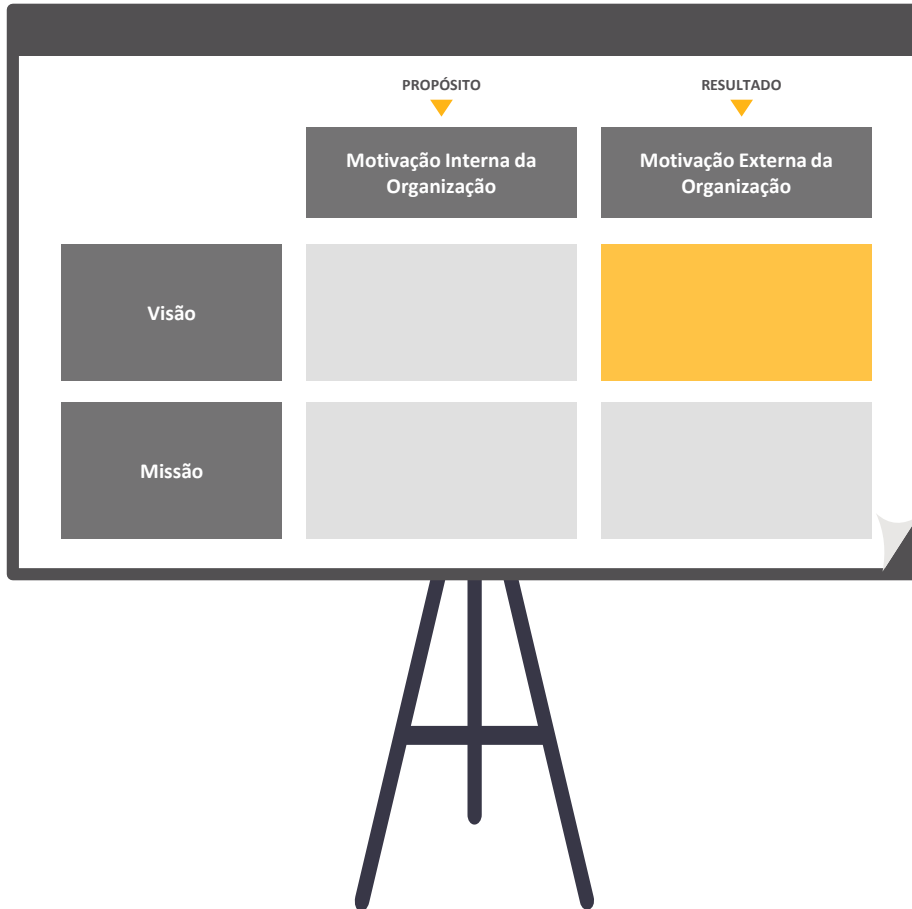 PROPÓSITO
RESULTADO
Motivação Interna da
Organização
Motivação Externa da
Organização
Visão
Missão